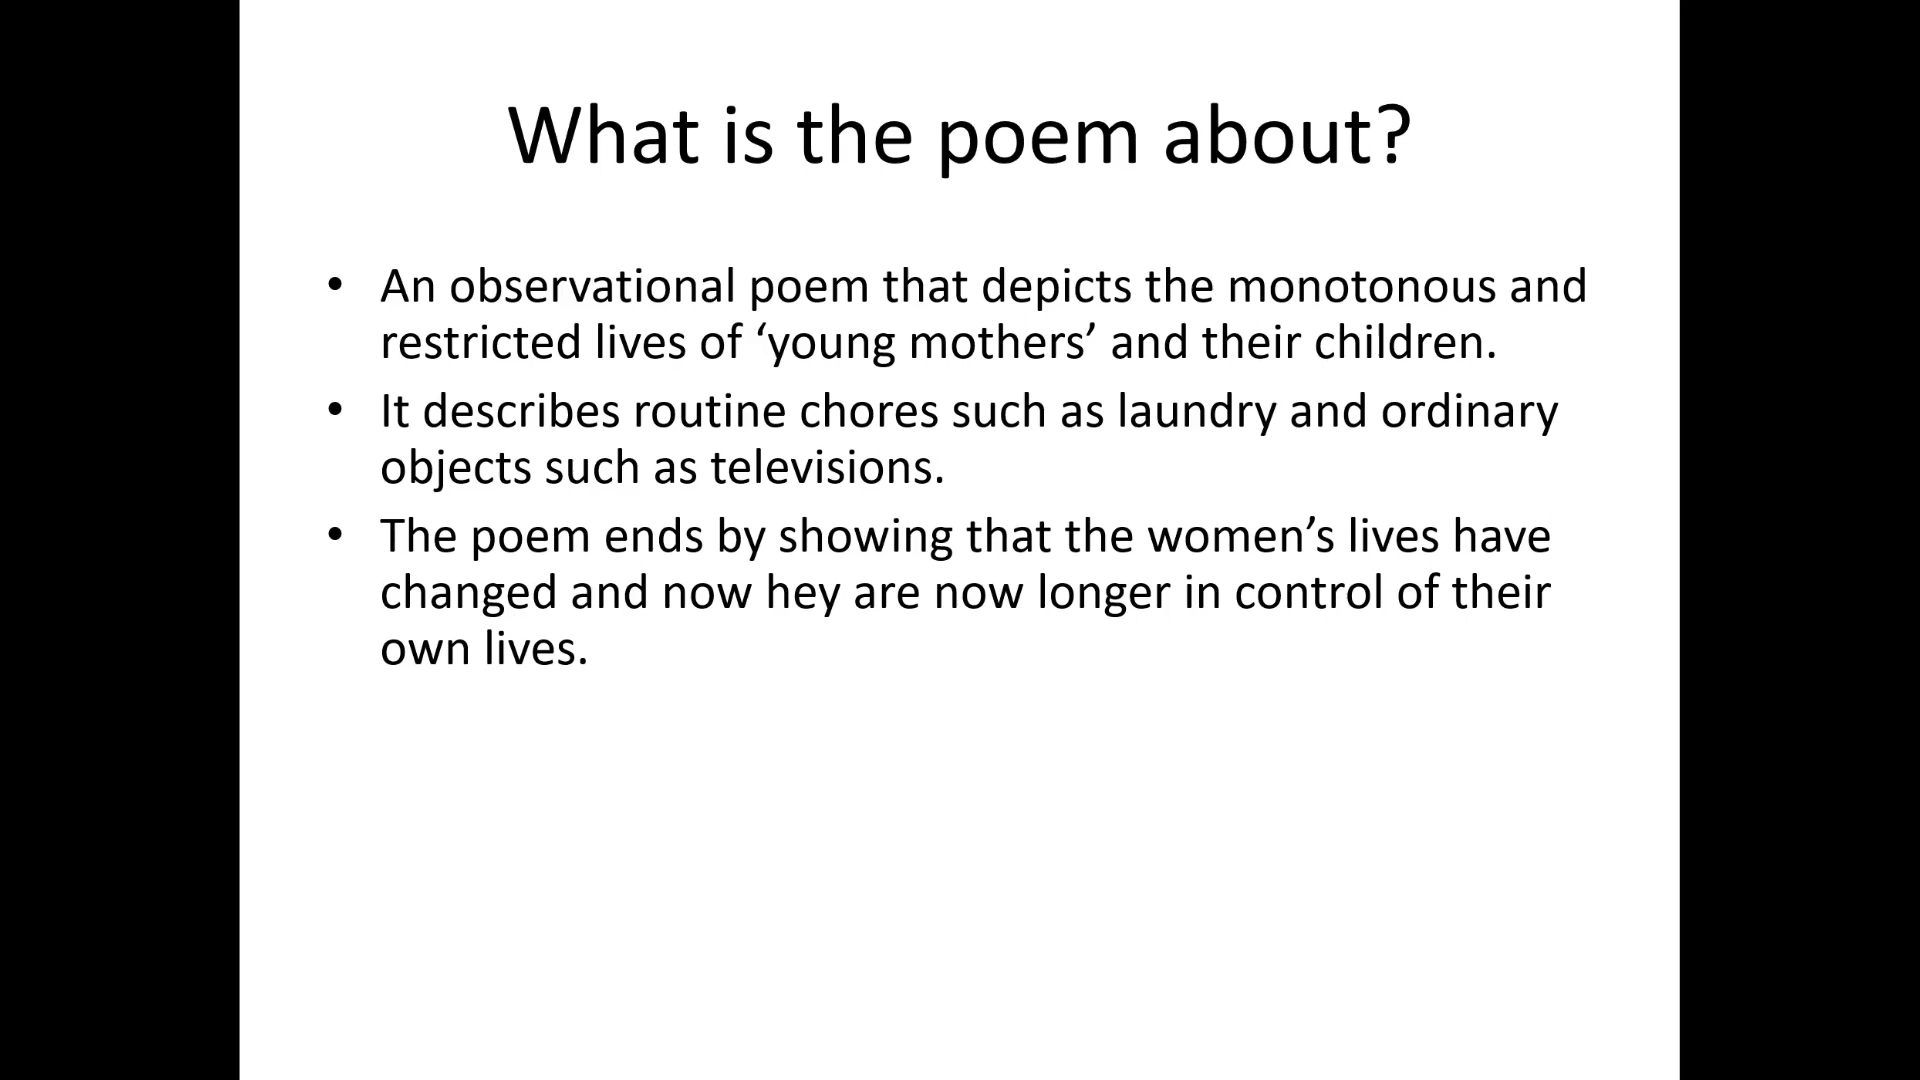 What is the poem about?
• An observational poem that depicts the monotonous and
restricted lives of ‘young mothers’ and their children.
• It describes routine chores such as laundry and ordinary
objects such as televisions.
• The poem ends by showing that the women’s lives have
changed and now hey are now longer in control of their
own lives.